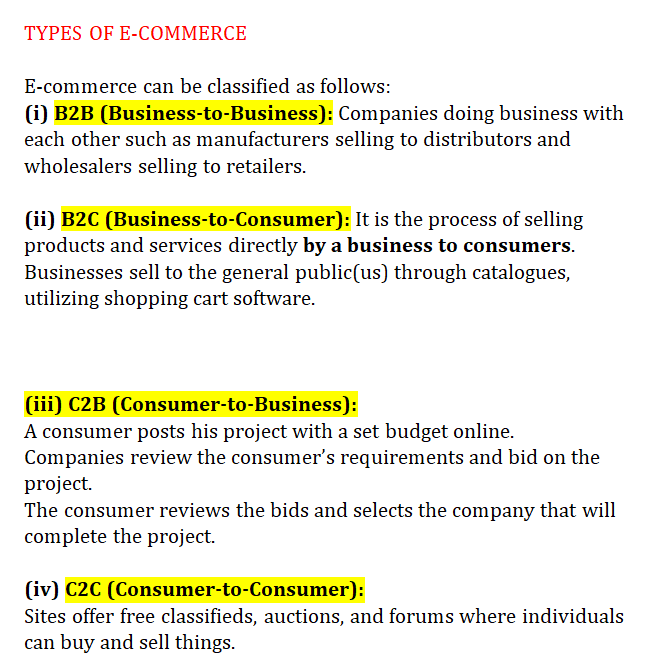 TYPES OF E-COMMERCE
E-commerce can be classified as follows:
(i) B2B (Business-to-Business): Companies doing business with
each other such as manufacturers selling to distributors and
wholesalers selling to retailers.
(ii) B2C (Business-to-Consumer): It is the process of selling
products and services directly by a business to consumers.
Businesses sell to the general public(us) through catalogues,
utilizing shopping cart software.
(iii) C2B (Consumer-to-Business):
A consumer posts his project with a set budget online.
Companies review the consumer’s requirements and bid on the
project.
The consumer reviews the bids and selects the company that will
complete the project.
(iv) C2C (Consumer-to-Consumer):
Sites offer free classifieds, auctions, and forums where individuals
can buy and sell things.